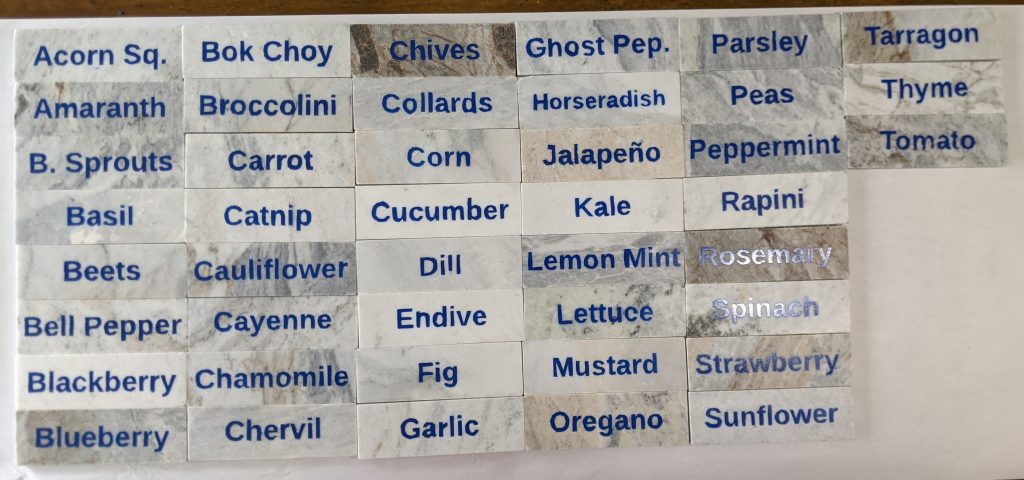 Acorn Sq.
Amaranth
B. Sprouts
Basil
Beets
Bell Pepper
Blackberry
Blueberry
Bok Choy
Broccolini
Carrot
Catnip
Cauliflower
Cayenne
Chamomile
Chervil
Chives
Collards
Corn
Cucumber
Dill
Endive
Fig
Garlic
Ghost Pep.
Horseradish
Jalapeño
Kale
Lemon Mint
Lettuce
Mustard
Oregano
Parsley
Peas
Peppermint
Rapini
Rosemary
Spinach
Strawberry
Sunflower
Tarragon
Thyme
Tomato